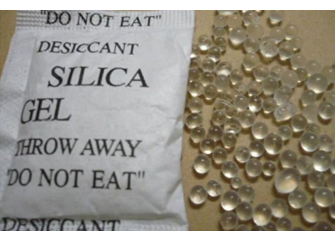 "DO NOT EAT"
DESICCANT
SILICA
GEL
THROW AWAY
"DO NOT EAT"
DESICCANT